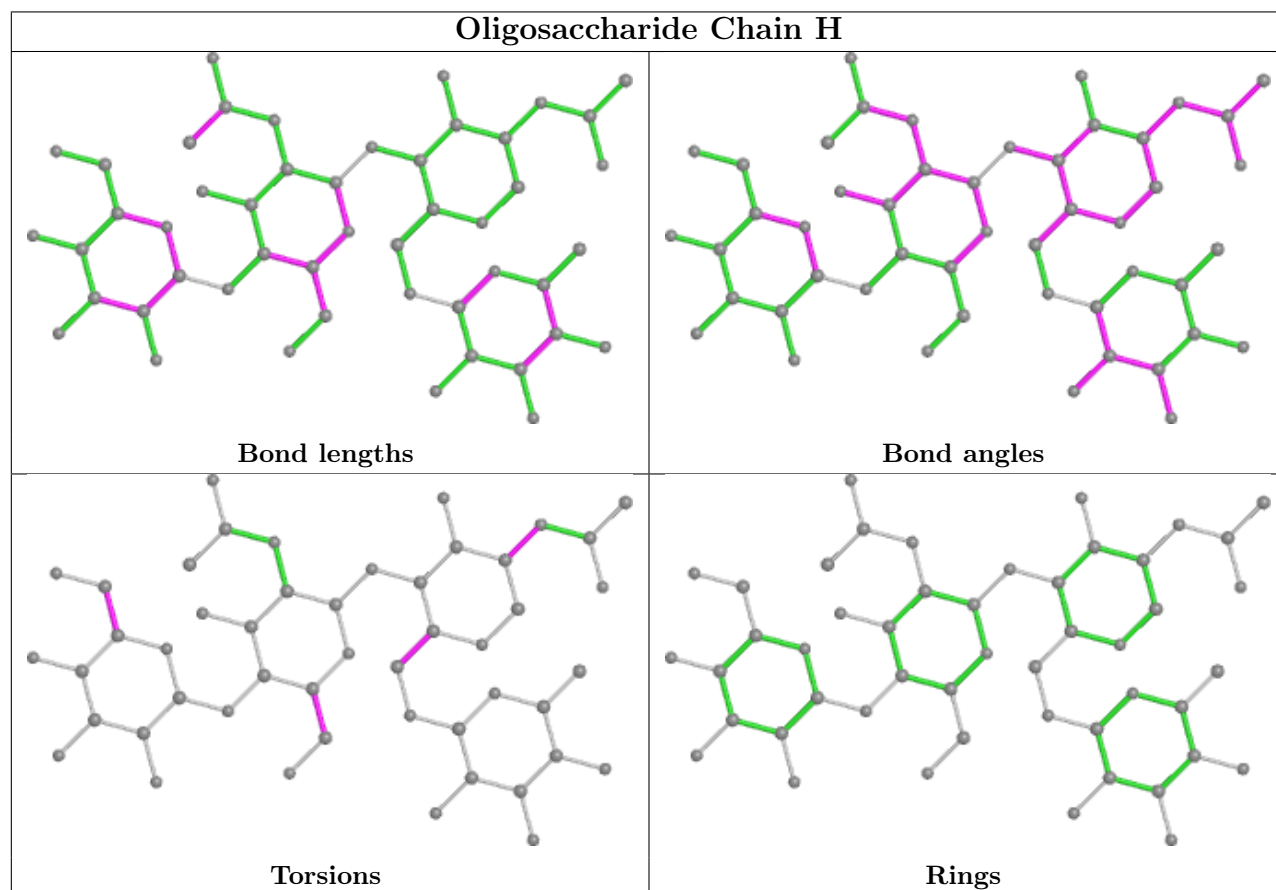 Oligosaccharide Chain H
Bond lengths
Bond angles
Torsions
Rings